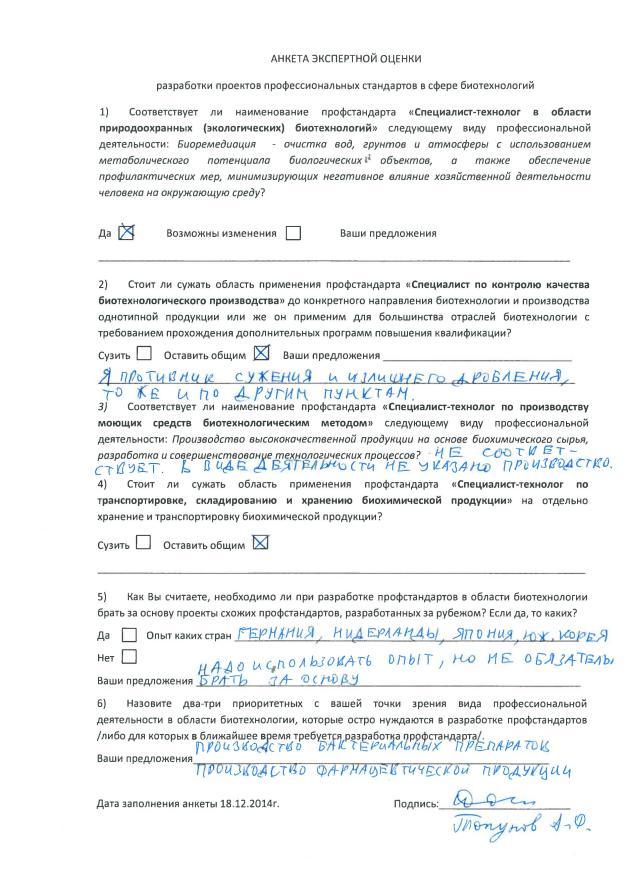 АНКЕТА ЭКСПЕРТНОЙ ОЦЕНКИ
разработки проектов профессиональных стандартов в сфере биотехнологий
1) Соответствует ли наименование профстандарта «Специалист-технолог в области
природоохранных (экологических) биотехнологий» следующему виду профессиональной
деятельности: Биоремедиация - очистка вод, грунтов и атмосферы с использованием
метаболического потенциала биологических объектов, а также обеспечение
профилактических мер, минимизирующих негативное влияние хозяйственной деятельности
человека на окружающую среду?
Да Возможны изменения Ваши предложения
2) Стоит ли сужать область применения профстандарта «Специалист по контролю качества
биотехнологического производства» до конкретного направления биотехнологии и производства
однотипной продукции или же он применим для большинства отраслей биотехнологии с
требованием прохождения дополнительных программ повышения квалификации?
Сузить Оставить общим Ваши предложения
Я ПРОТИВНИК СУЖЕНИЯ И ИЗЛИШНЕГО ДРОБЛЕНИЯ,
ТО ЖЕ И ПО ДРУГИМ ПУНКТАМ.
3) Соответствует ли наименование профстандарта «Специалист-технолог по производству
моющих средств биотехнологическим методом» следующему виду профессиональной
деятельности: Производство высококачественной продукции на основе биохимического сырья,
разработка и совершенствование технологических процессов? НЕ СООТВЕТ-
СТВУЕТ. В ВИДЕ ДЕЯТЕЛЬНОСТИ НЕ УКАЗАНО ПРОИЗВОДСТВО.
4) Стоит ли сужать область применения профстандарта «Специалист-технолог по
транспортировке, складированию и хранению биохимической продукции» на отдельно
хранение и транспортировку биохимической продукции?
Сузить Оставить общим
5) Как Вы считаете, необходимо ли при разработке профстандартов в области биотехнологии
брать за основу проекты схожих профстандартов, разработанных за рубежом? Если да, то каких?
Да Опыт каких стран ГЕРМАНИЯ, НИДЕРЛАНДЫ, ЯПОНИЯ, ЮЖ. КОРЕЯ
Нет
НАДО ИСПОЛЬЗОВАТЬ ОПЫТ, НО НЕ ОБЯЗАТЕЛЬ
Ваши предложения БРАТЬ ЗА ОСНОВУ
6) Назовите два-три приоритетных с вашей точки зрения вида профессиональной
деятельности в области биотехнологии, которые остро нуждаются в разработке профстандартов
/либо для которых в ближайшее время требуется разработка профстандарта/.
ПРОИЗВОДСТВО БАКТЕРИАЛЬНЫХ ПРЕПАРАТОВ
Ваши предложения
ПРОИЗВОДСТВО ФАРМАЦЕВТИЧЕСКОЙ ПРОДУКЦИИ
Дата заполнения анкеты 18.12.2014г. Подпись:
Топунов А.Ф.